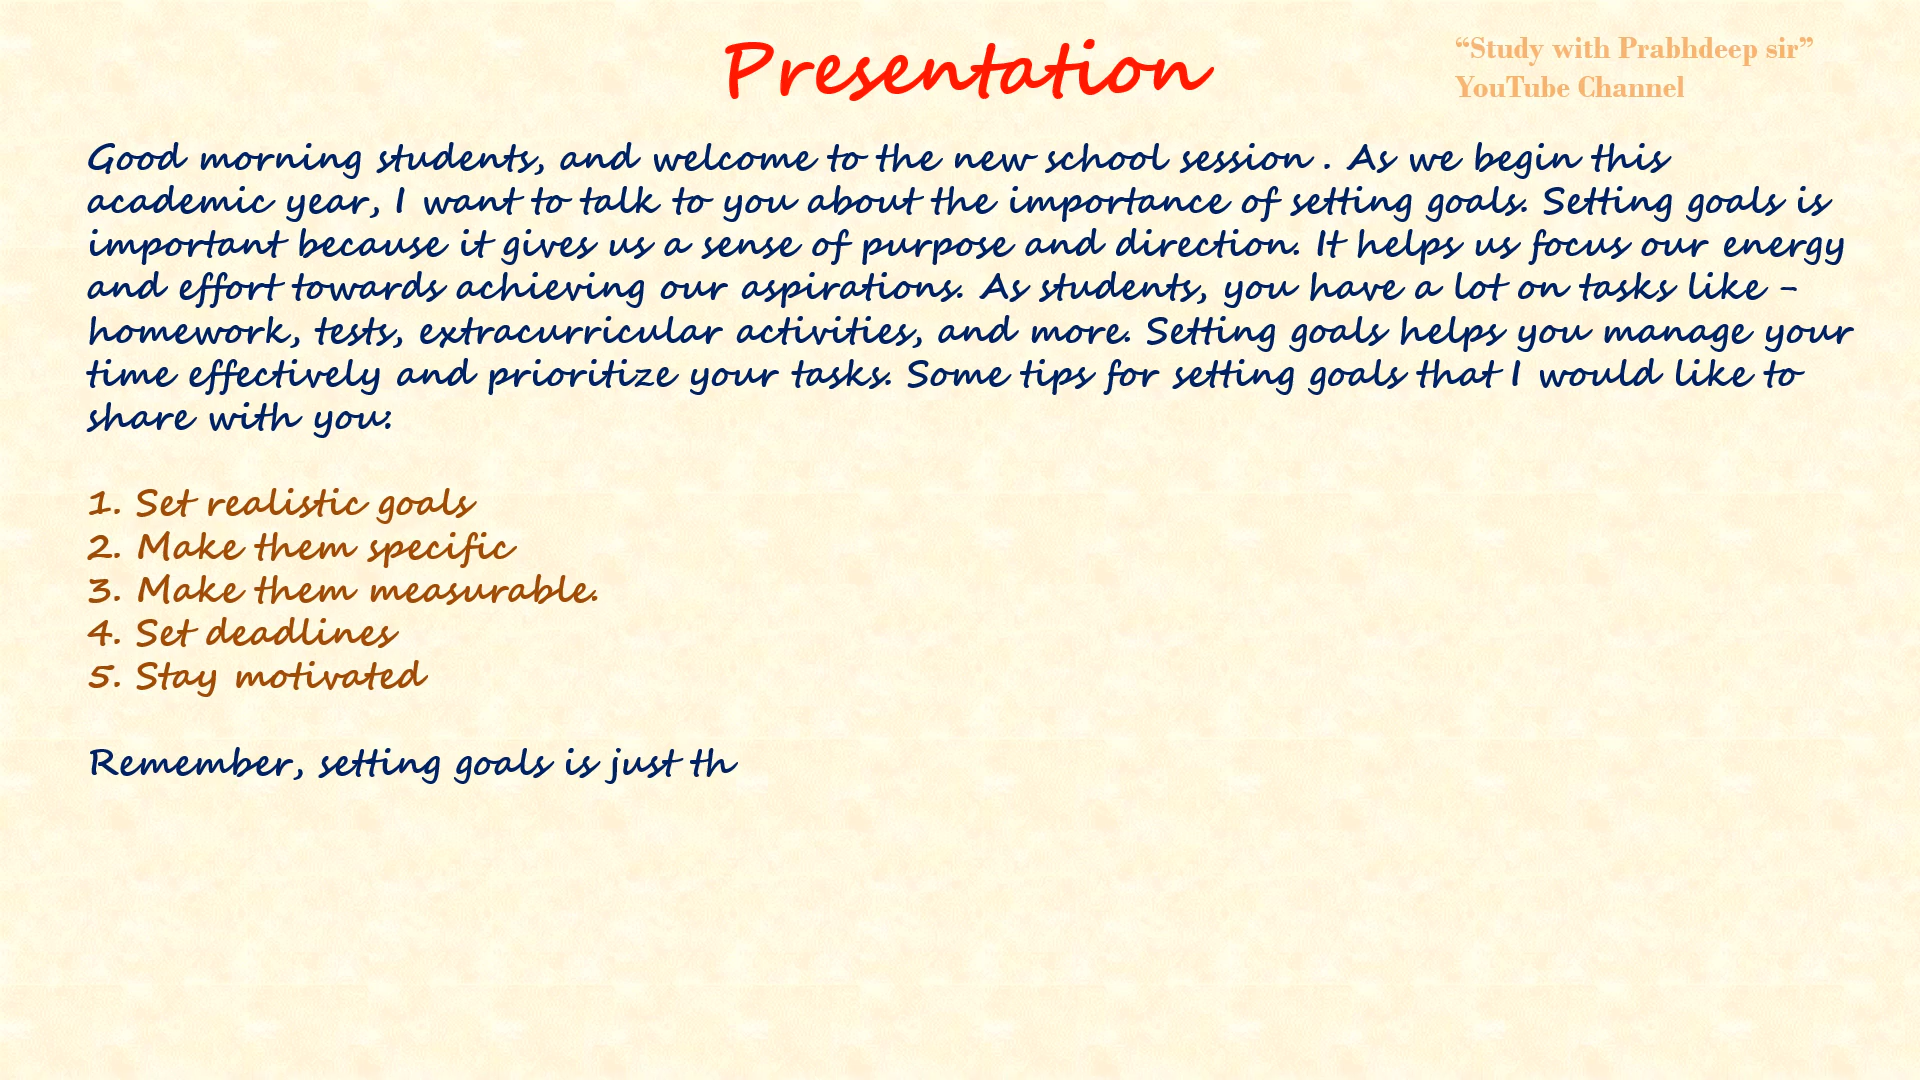 Presentation
“Study with Prabhdeep sir”
YouTube Channel
Good morning students, and welcome to the new school session . As we begin this
academic year, I want to talk to you about the importance of setting goals. Setting goals is
important because it gives us a sense of purpose and direction. It helps us focus our energy
and effort towards achieving our aspirations. As students, you have a lot on tasks like -
homework, tests, extracurricular activities, and more. Setting goals helps you manage your
time effectively and prioritize your tasks. Some tips for setting goals that I would like to
share with you:
1. Set realistic goals
2. Make them specific
3. Make them measurable.
4. Set deadlines
5. Stay motivated
Remember, setting goals is just th